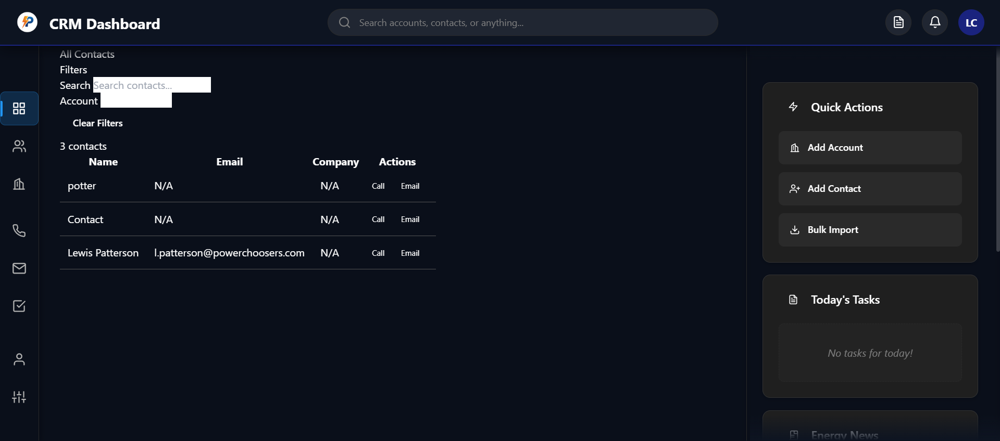 CRM Dashboard
Search accounts, contacts, or anything...
LC
All Contacts
Filters
Search Search contacts...
Account
Clear Filters
3 contacts
Name Email Company Actions
potter N/A N/A Call Email
Contact N/A N/A Call Email
Lewis Patterson l.patterson@powerchoosers.com N/A Call Email
Quick Actions
Add Account
Add Contact
Bulk Import
Today's Tasks
No tasks for today!
Energy News